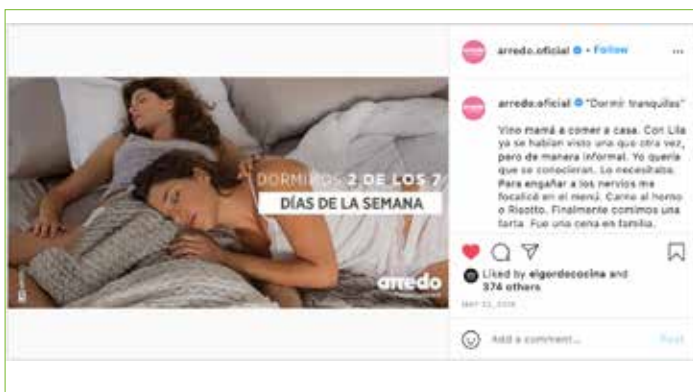 DORMIMOS 2 DE LOS 7
DÍAS DE LA SEMANA
arredo
arredo.oficial • Follow
arredo.oficial "Dormir tranquilas"
Vino mamá a comer a casa. Con Lila
ya se habían visto una que otra vez,
pero de manera informal. Yo quería
que se conocieran. Lo necesitaba.
Para engañar a los nervios me
focalicé en el menú. Carne al horno
o Risotto. Finalmente comimos una
tarta. Fue una cena en familia.
Liked by elgordococina and
374 others
Add a comment...
Post